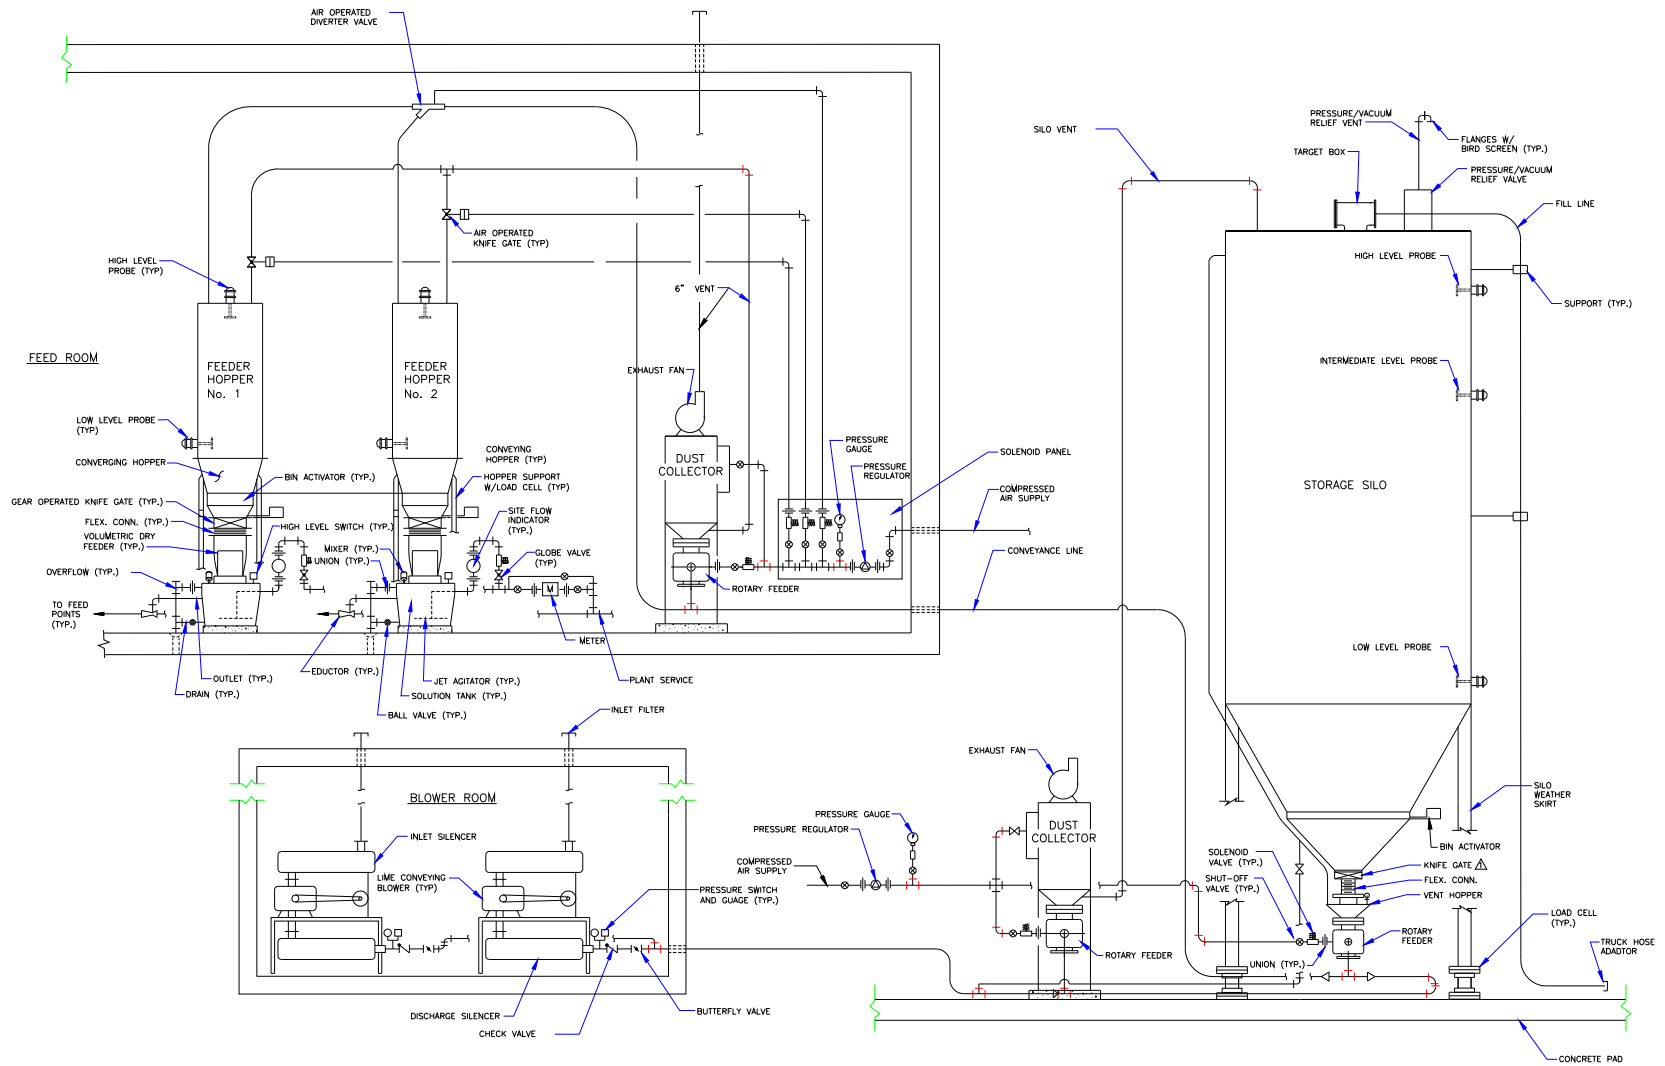 AIR OPERATED
DIVERTER VALVE
PRESSURE/VACUUM
RELIEF VENT
SILO VENT
FLANGES W/
BIRD SCREEN (TYP.)
TARGET BOX
PRESSURE/VACUUM
RELIEF VALVE
FILL LINE
AIR OPERATED
KNIFE GATE (TYP)
HIGH LEVEL PROBE
HIGH LEVEL
PROBE (TYP)
6" VENT
SUPPORT (TYP.)
FEED ROOM
FEEDER
HOPPER
No. 1
FEEDER
HOPPER
No. 2
EXHAUST FAN
INTERMEDIATE LEVEL PROBE
LOW LEVEL PROBE
(TYP)
CONVERGING HOPPER
BIN ACTIVATOR (TYP.)
CONVEYING
HOPPER (TYP)
HOPPER SUPPORT
W/LOAD CELL (TYP)
DUST
COLLECTOR
PRESSURE
GAUGE
PRESSURE
REGULATOR
SOLENOID PANEL
COMPRESSED
AIR SUPPLY
STORAGE SILO
GEAR OPERATED KNIFE GATE (TYP.)
FLEX. CONN. (TYP.)
HIGH LEVEL SWITCH (TYP.)
SITE FLOW
INDICATOR
(TYP.)
VOLUMETRIC DRY
FEEDER (TYP.)
MIXER (TYP.)
UNION (TYP.)
GLOBE VALVE
(TYP)
CONVEYANCE LINE
OVERFLOW (TYP.)
M
ROTARY FEEDER
TO FEED
POINTS
(TYP.)
METER
LOW LEVEL PROBE
EDUCTOR (TYP.)
OUTLET (TYP.)
JET AGITATOR (TYP.)
PLANT SERVICE
DRAIN (TYP.)
SOLUTION TANK (TYP.)
BALL VALVE (TYP.)
INLET FILTER
EXHAUST FAN
BLOWER ROOM
SILO
WEATHER
SKIRT
INLET SILENCER
PRESSURE GAUGE
PRESSURE REGULATOR
DUST
COLLECTOR
BIN ACTIVATOR
SOLENOID
VALVE (TYP.)
KNIFE GATE
COMPRESSED
AIR SUPPLY
LIME CONVEYING
BLOWER (TYP)
PRESSURE SWITCH
AND GUAGE (TYP.)
SHUT-OFF
VALVE (TYP.)
FLEX. CONN.
VENT HOPPER
LOAD CELL
(TYP.)
ROTARY
FEEDER
TRUCK HOSE
ADADTOR
ROTARY FEEDER
UNION (TYP.)
DISCHARGE SILENCER
BUTTERFLY VALVE
CHECK VALVE
CONCRETE PAD